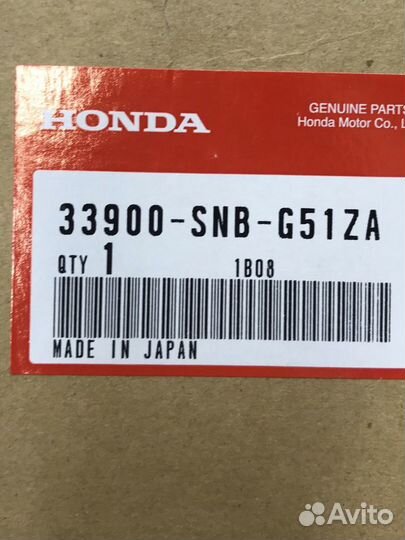 HONDA
GENUINE PARTS
Honda Motor Co.,
33900-SNB-G51ZA
QTY 1 1B08
MADE IN JAPAN
Avito